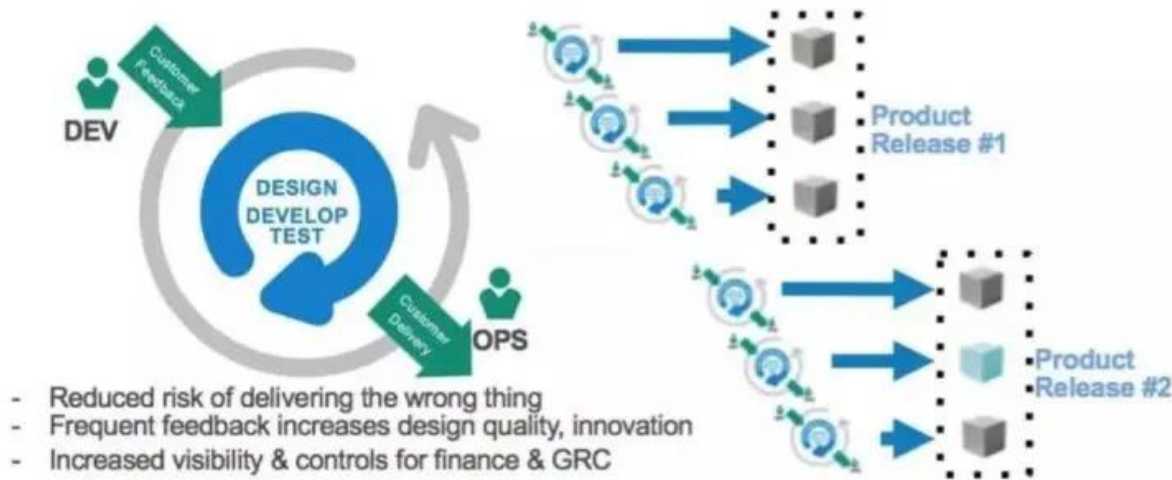 Customer
Feedback
DEV
DESIGN
DEVELOP
TEST
Customer
Delivery
OPS
- Reduced risk of delivering the wrong thing
- Frequent feedback increases design quality, innovation
- Increased visibility & controls for finance & GRC
Product
Release #1
Product
Release #2